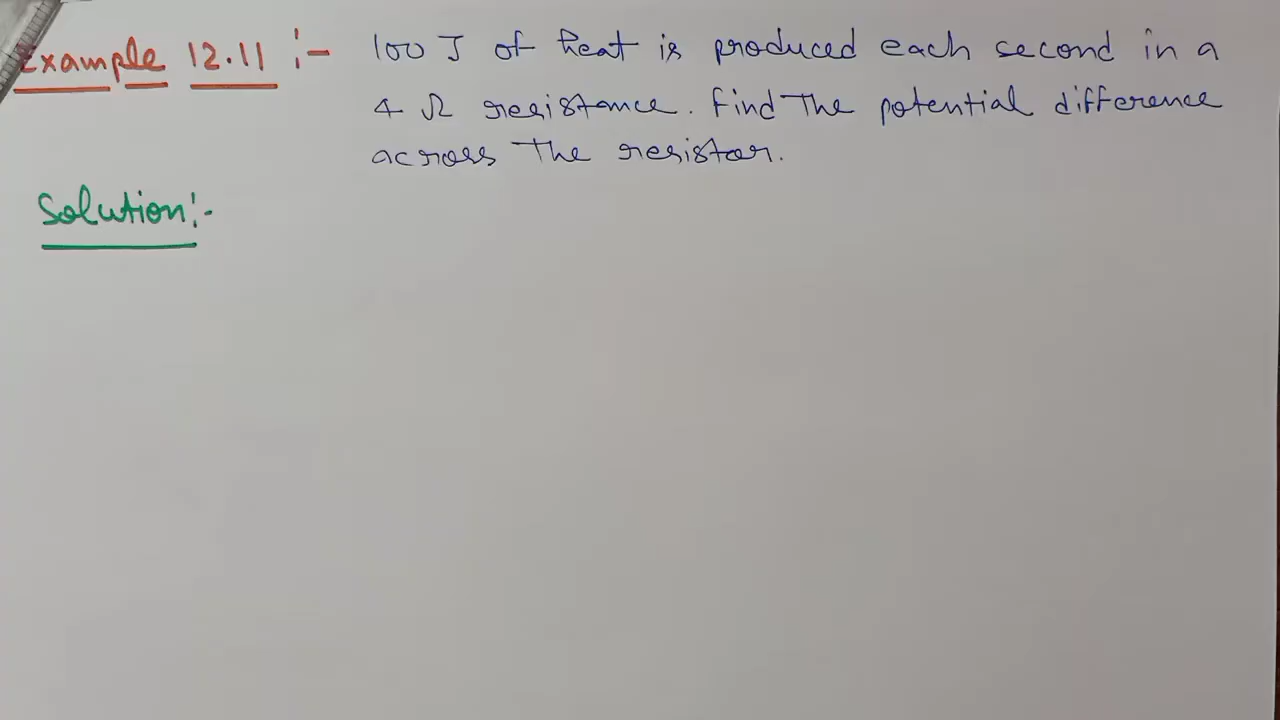 Example 12.11 :- 100 J of heat is produced each second in a
4 Ω resistance. Find The potential difference
across The resistor.
Solution:-